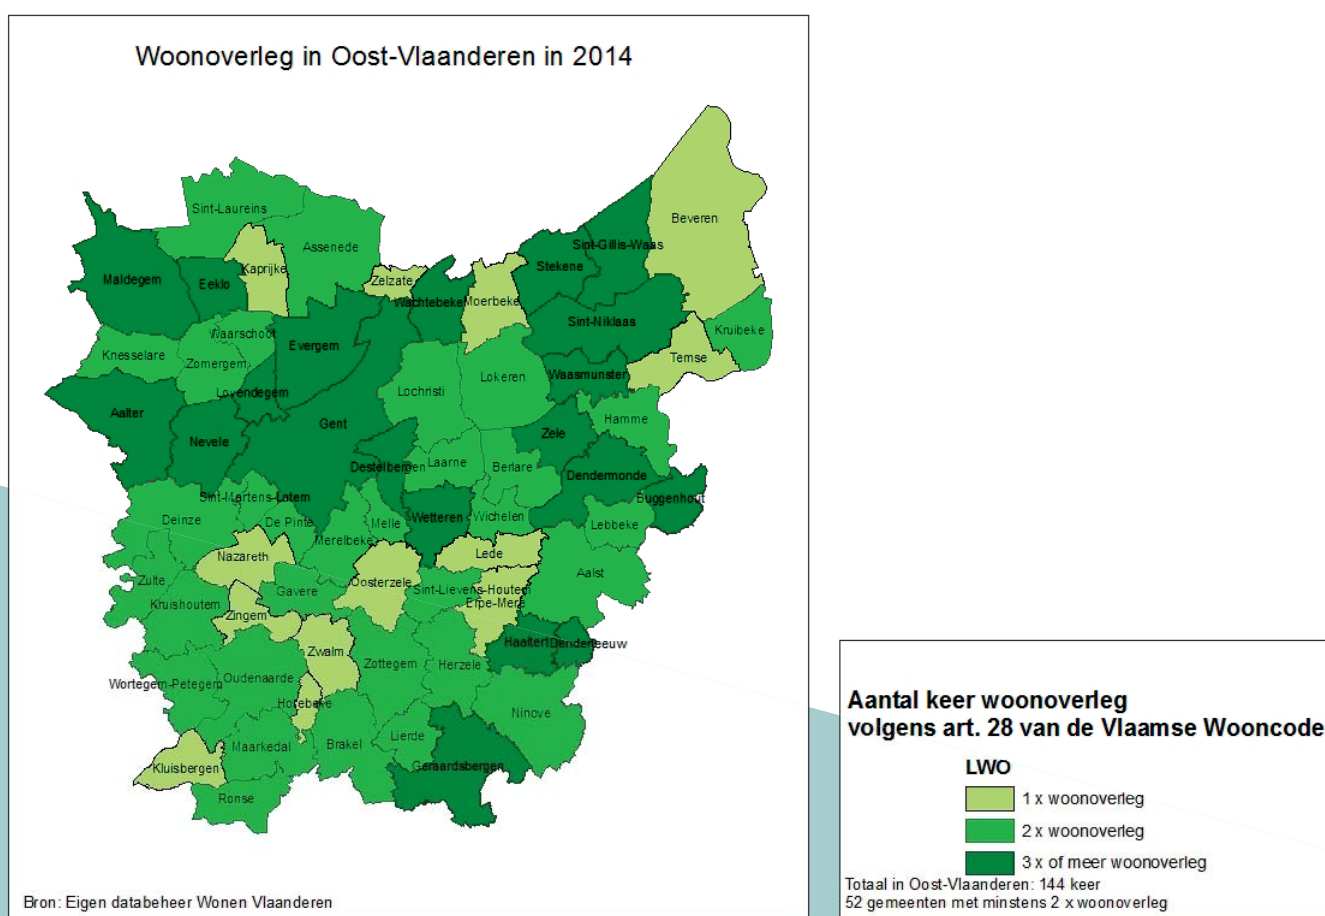 Woonoverleg in Oost-Vlaanderen in 2014
Beveren
Sint-Laureins
Sint-Gillis-Waas
Assenede
Stekene
Kaprijke
Maldegem
Zelzate
Eeklo
Wachtebeke
Moerbeke
Sint-Niklaas
Kruibeke
Waarschoot
Evergem
Knesselare
Temse
Zomergem
Waasmunster
Lokeren
Lovendegem
Lochristi
Aalter
Hamme
Gent
Zele
Nevele
Laarne
Destelbergen
Berlare
Dendermonde
Sint-Martens-Latem
Buggenhout
Deinze
De Pinte
Melle
Wetteren
Wichelen
Lebbeke
Merelbeke
Nazareth
Lede
Aalst
Zulte
Oosterzele
Gavere
Sint-Lievens-Houtem
Kruishoutem
Erpe-Mere
Zingem
Haaltert
Denderleeuw
Zwalm
Zottegem
Herzele
Oudenaarde
Wortegem-Petegem
Horebeke
Ninove
Lierde
Maarkedal
Brakel
Geraardsbergen
Kluisbergen
Ronse
Bron: Eigen databeheer Wonen Vlaanderen
Aantal keer woonoverleg
volgens art. 28 van de Vlaamse Wooncode
LWO
1 x woonoverleg
2 x woonoverleg
3 x of meer woonoverleg
Totaal in Oost-Vlaanderen: 144 keer
52 gemeenten met minstens 2 x woonoverleg